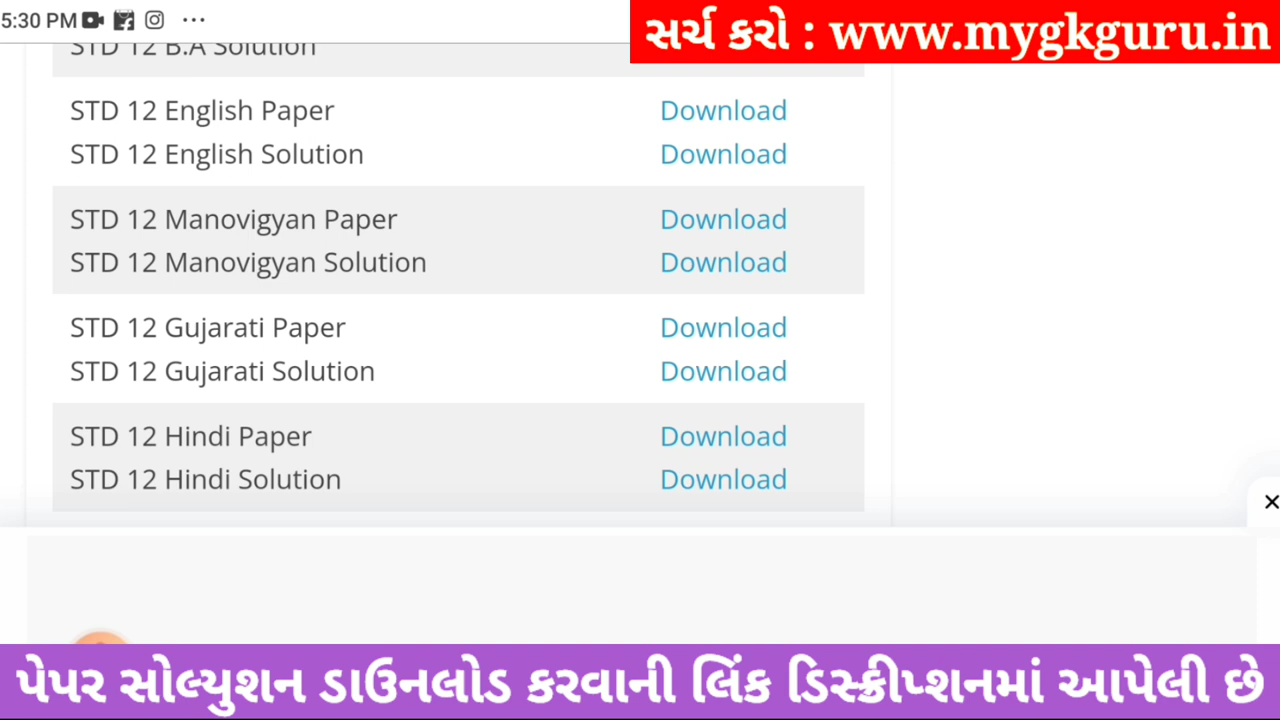 5:30 PM
સર્ચ કરો : www.mygkguru.in
STD 12 B.A Solution
STD 12 English Paper Download
STD 12 English Solution Download
STD 12 Manovigyan Paper Download
STD 12 Manovigyan Solution Download
STD 12 Gujarati Paper Download
STD 12 Gujarati Solution Download
STD 12 Hindi Paper Download
STD 12 Hindi Solution Download
પેપર સોલ્યુશન ડાઉનલોડ કરવાની લિંક ડિસ્ક્રીપ્શનમાં આપેલી છે